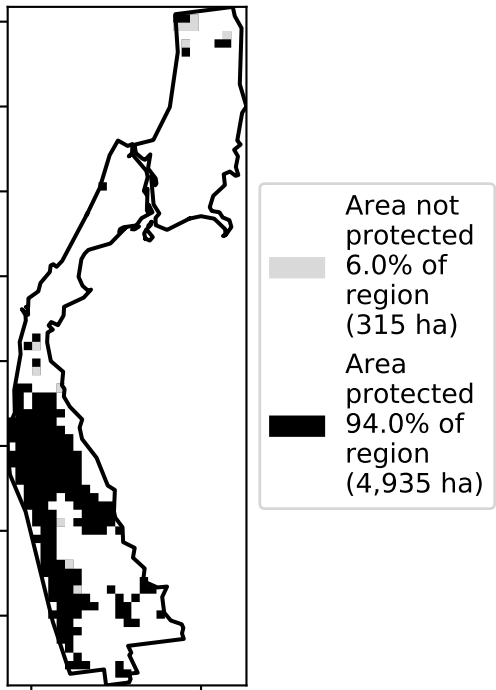 Area not
protected
6.0% of
region
(315 ha)
Area
protected
94.0% of
region
(4,935 ha)